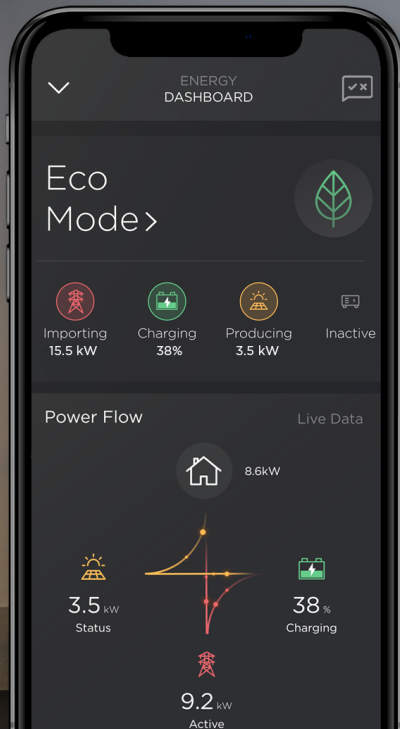 ENERGY
DASHBOARD
Eco
Mode
Importing
15.5 kW
Charging
38%
Producing
3.5 kW
Inactive
Power Flow
Live Data
8.6kW
3.5 kW
Status
38 %
Charging
9.2 kW
Active